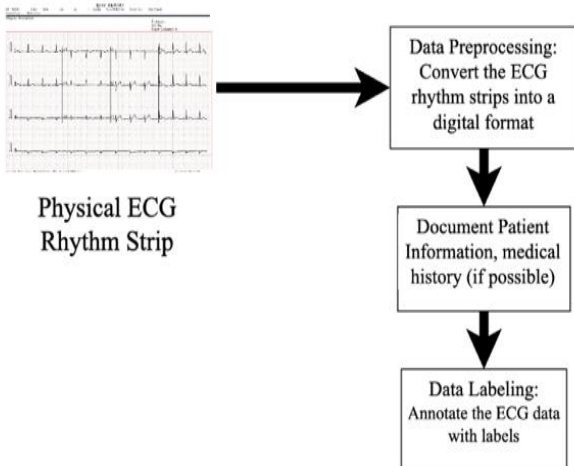 Physical ECG
Rhythm Strip
Data Preprocessing:
Convert the ECG
rhythm strips into a
digital format
Document Patient
Information, medical
history (if possible)
Data Labeling:
Annotate the ECG data
with labels